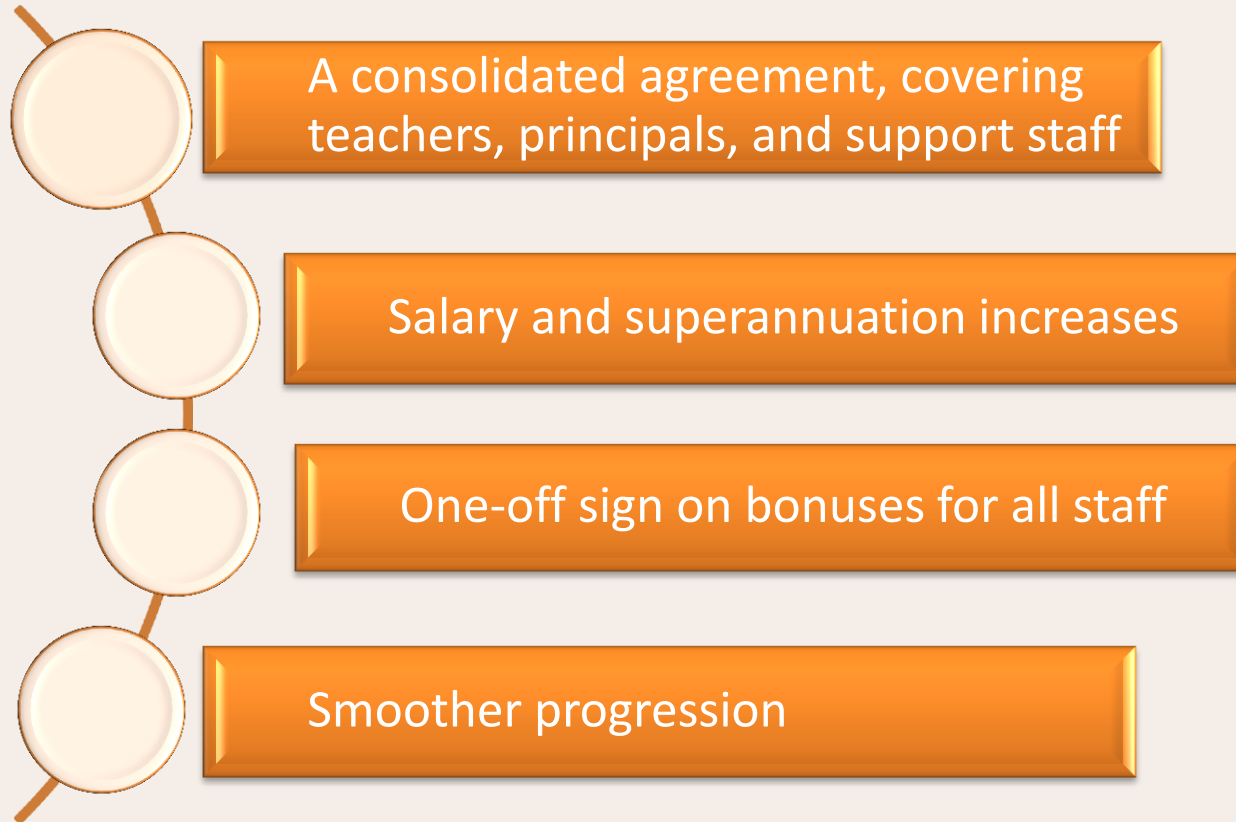 A consolidated agreement, covering
teachers, principals, and support staff
Salary and superannuation increases
One-off sign on bonuses for all staff
Smoother progression